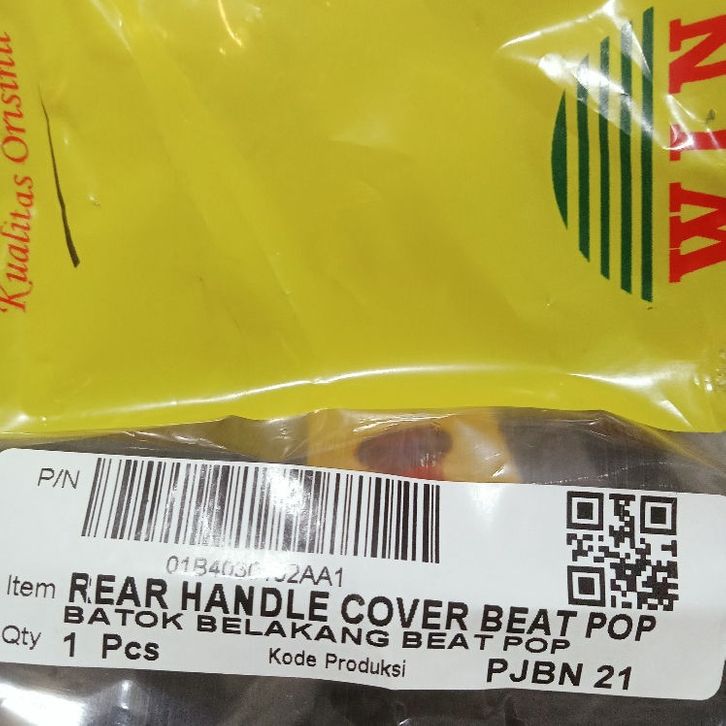 Kualitas Orisinil
WIN
P/N
Item REAR HANDLE COVER BEAT POP
BATOK BELAKANG BEAT POP
Qty 1 Pcs
Kode Produksi PJBN 21